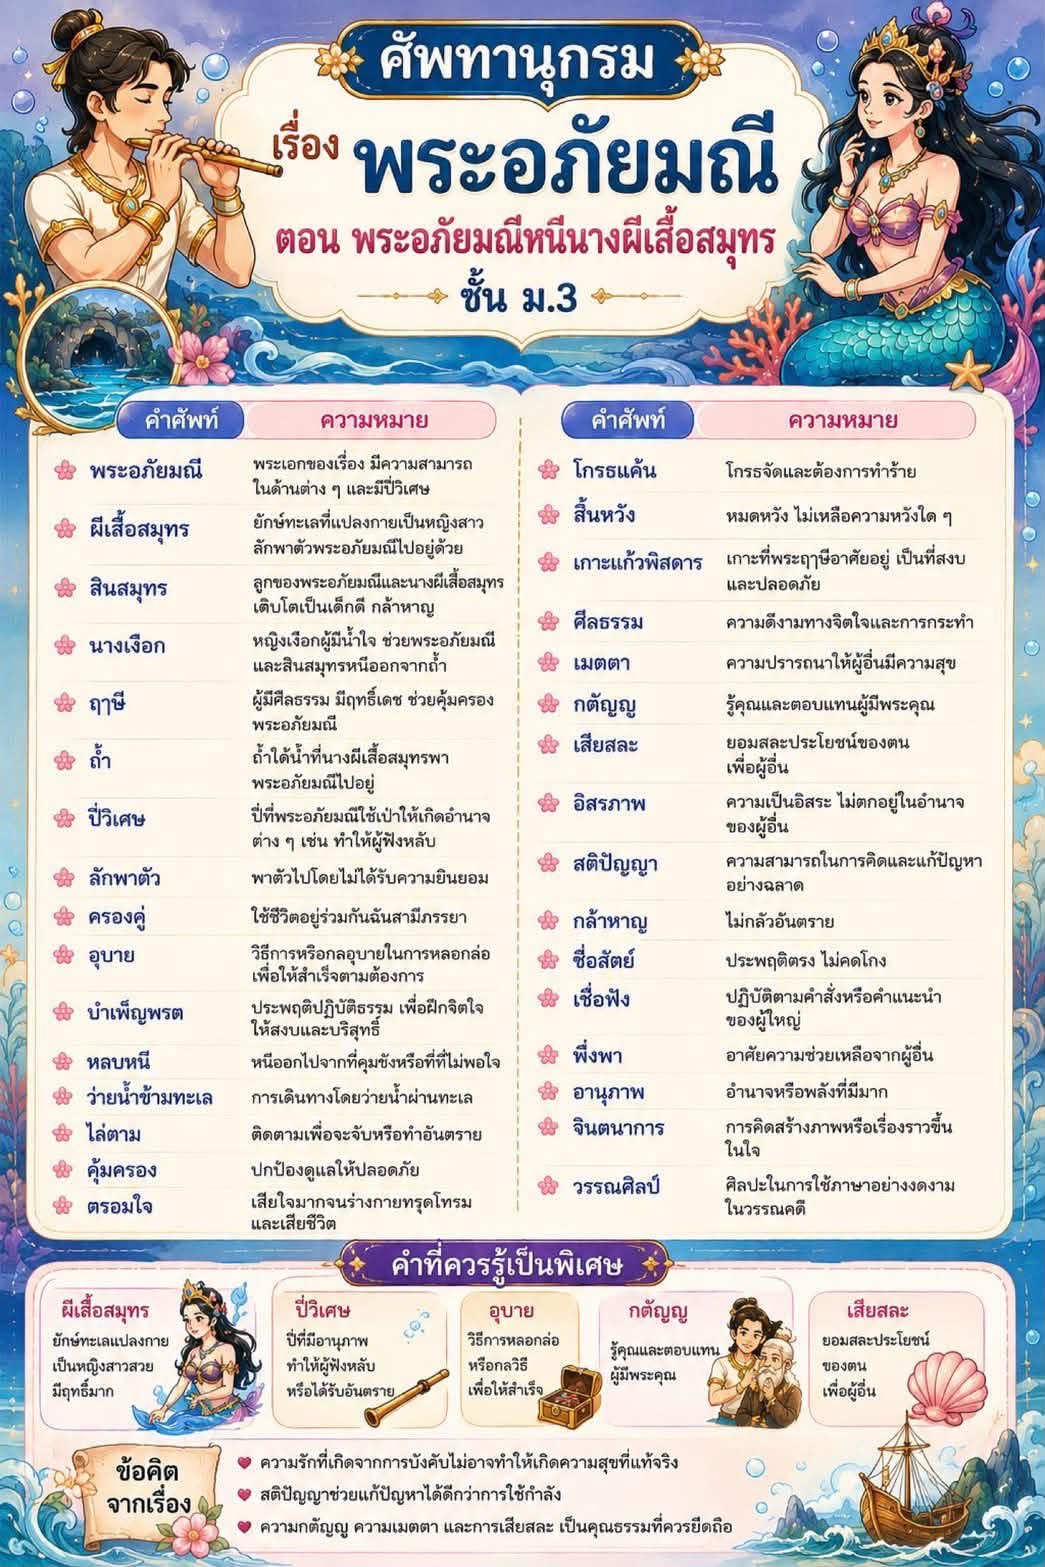 ศัพทานุกรม
เรื่อง พระอภัยมณี
ตอน พระอภัยมณีหนีนางผีเสื้อสมุทร
ชั้น ม.3
คำศัพท์ ความหมาย
พระอภัยมณี พระเอกของเรื่อง มีความสามารถ
ในด้านต่าง ๆ และมีปี่วิเศษ
ผีเสื้อสมุทร ยักษ์ทะเลที่แปลงกายเป็นหญิงสาว
ลักพาตัวพระอภัยมณีไปอยู่ด้วย
สินสมุทร ลูกของพระอภัยมณีและนางผีเสื้อสมุทร
เติบโตเป็นเด็กดี กล้าหาญ
นางเงือก หญิงเงือกผู้มีน้ำใจ ช่วยพระอภัยมณี
และสินสมุทรหนีออกจากถ้ำ
ฤๅษี ผู้มีศีลธรรม มีฤทธิ์เดช ช่วยคุ้มครอง
พระอภัยมณี
ถ้ำ ถ้ำใต้น้ำที่นางผีเสื้อสมุทรพา
พระอภัยมณีไปอยู่
ปี่วิเศษ ปี่ที่พระอภัยมณีใช้เป่าให้เกิดอำนาจ
ต่าง ๆ เช่น ทำให้ผู้ฟังหลับ
ลักพาตัว พาตัวไปโดยไม่ได้รับความยินยอม
ครองคู่ ใช้ชีวิตอยู่ร่วมกันฉันสามีภรรยา
อุบาย วิธีการหรือกลอุบายในการหลอกล่อ
เพื่อให้สำเร็จตามต้องการ
บำเพ็ญพรต ประพฤติปฏิบัติธรรม เพื่อฝึกจิตใจ
ให้สงบและบริสุทธิ์
หลบหนี หนีออกไปจากที่คุมขังหรือที่ที่ไม่พอใจ
ว่ายน้ำข้ามทะเล การเดินทางโดยว่ายน้ำผ่านทะเล
ไล่ตาม ติดตามเพื่อจะจับหรือทำอันตราย
คุ้มครอง ปกป้องดูแลให้ปลอดภัย
ตรอมใจ เสียใจมากจนร่างกายทรุดโทรม
และเสียชีวิต
คำศัพท์ ความหมาย
โกรธแค้น โกรธจัดและต้องการทำร้าย
สิ้นหวัง หมดหวัง ไม่เหลือความหวังใด ๆ
เกาะแก้วพิสดาร เกาะที่พระฤๅษีอาศัยอยู่ เป็นที่สงบ
และปลอดภัย
ศีลธรรม ความดีงามทางจิตใจและการกระทำ
เมตตา ความปรารถนาให้ผู้อื่นมีความสุข
กตัญญู รู้คุณและตอบแทนผู้มีพระคุณ
เสียสละ ยอมสละประโยชน์ของตน
เพื่อผู้อื่น
อิสรภาพ ความเป็นอิสระ ไม่ตกอยู่ในอำนาจ
ของผู้อื่น
สติปัญญา ความสามารถในการคิดและแก้ปัญหา
อย่างฉลาด
กล้าหาญ ไม่กลัวอันตราย
ซื่อสัตย์ ประพฤติตรง ไม่คดโกง
เชื่อฟัง ปฏิบัติตามคำสั่งหรือคำแนะนำ
ของผู้ใหญ่
พึ่งพา อาศัยความช่วยเหลือจากผู้อื่น
อานุภาพ อำนาจหรือพลังที่มีมาก
จินตนาการ การคิดสร้างภาพหรือเรื่องราวขึ้น
ในใจ
วรรณศิลป์ ศิลปะในการใช้ภาษาอย่างงดงาม
ในวรรณคดี
คำที่ควรรู้เป็นพิเศษ
ผีเสื้อสมุทร
ยักษ์ทะเลแปลงกาย
เป็นหญิงสาวสวย
มีฤทธิ์มาก
ปี่วิเศษ
ปี่ที่มีอานุภาพ
ทำให้ผู้ฟังหลับ
หรือได้รับอันตราย
อุบาย
วิธีการหลอกล่อ
หรือกลวิธี
เพื่อให้สำเร็จ
กตัญญู
รู้คุณและตอบแทน
ผู้มีพระคุณ
เสียสละ
ยอมสละประโยชน์
ของตน
เพื่อผู้อื่น
ข้อคิด
จากเรื่อง
ความรักที่เกิดจากการบังคับไม่อาจทำให้เกิดความสุขที่แท้จริง
สติปัญญาช่วยแก้ปัญหาได้ดีกว่าการใช้กำลัง
ความกตัญญู ความเมตตา และการเสียสละ เป็นคุณธรรมที่ควรยึดถือ